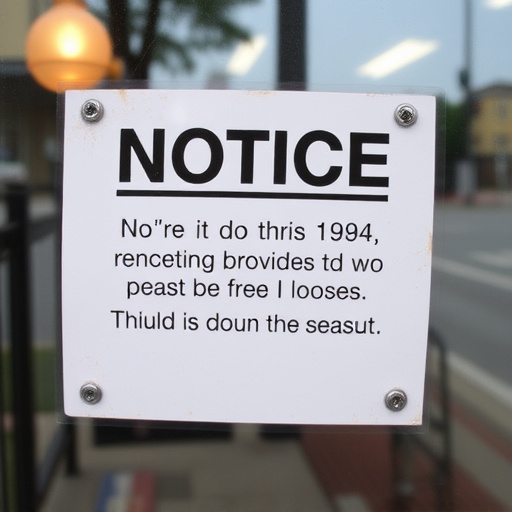 NOTICE
No"re it do thris 1994,
renceting brovides td wo
peast be free I looses.
Thiuld is doun the seasut.